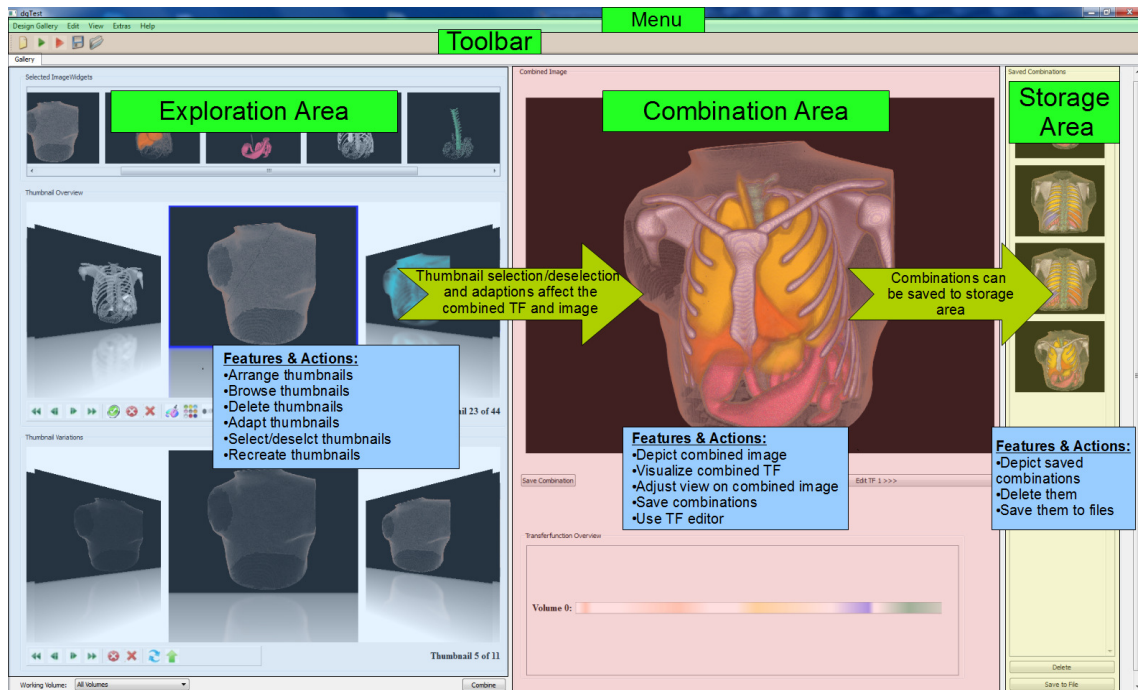 dqTest
Menu
Design Gallery Edit View Extras Help
Toolbar
Gallery
Selected ImageWidgets
Exploration Area
Thumbnail Overview
Features & Actions:
•Arrange thumbnails
•Browse thumbnails
•Delete thumbnails
•Adapt thumbnails
•Select/deselct thumbnails
•Recreate thumbnails
23 of 44
Thumbnail Variations
Thumbnail 5 of 11
Working Volume: All Volumes
Combine
Thumbnail selection/deselection
and adaptions affect the
combined TF and image
Combined Image
Combination Area
Features & Actions:
•Depict combined image
•Visualize combined TF
•Adjust view on combined image
•Save combinations
•Use TF editor
Save Combination
Edit TF 1 >>>
Transferfunction Overview
Volume 0:
Combinations can
be saved to storage
area
Saved Combinations
Storage
Area
Features & Actions:
•Depict saved
combinations
•Delete them
•Save them to files
Delete
Save to File